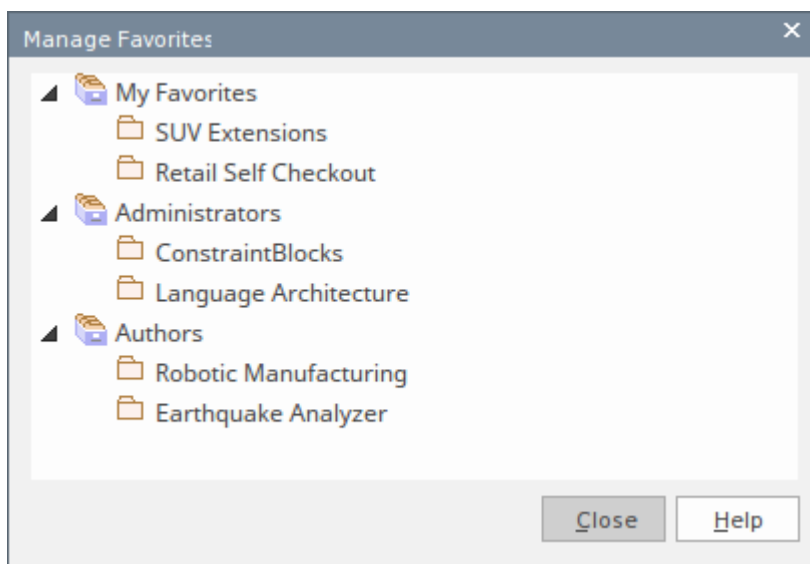 Manage Favorites
My Favorites
SUV Extensions
Retail Self Checkout
Administrators
ConstraintBlocks
Language Architecture
Authors
Robotic Manufacturing
Earthquake Analyzer
Close Help